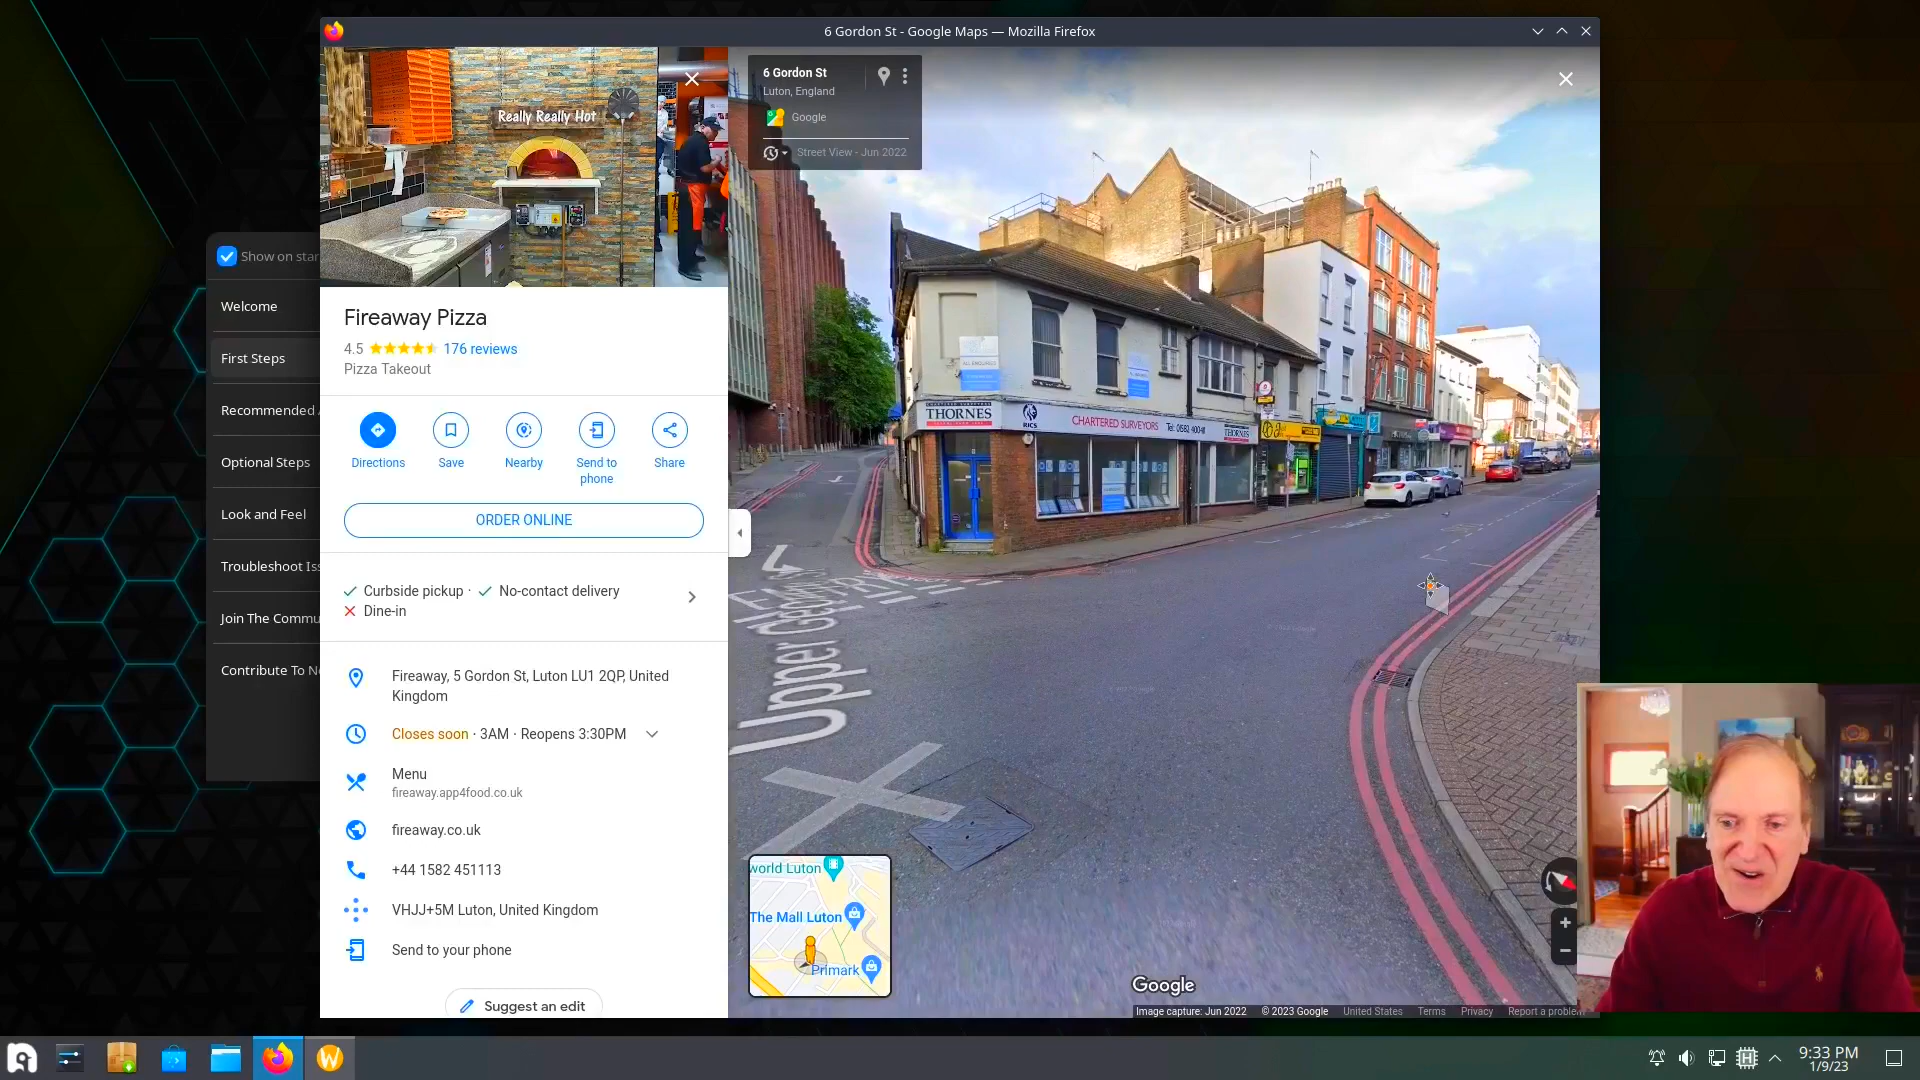 6 Gordon St - Google Maps — Mozilla Firefox
Show on star
Welcome
First Steps
Recommended
Optional Steps
Look and Feel
Troubleshoot Iss
Join The Commu
Contribute To N
Really Really Hot
Fireaway Pizza
4.5 176 reviews
Pizza Takeout
Directions
Save
Nearby
Send to
phone
Share
ORDER ONLINE
Curbside pickup · No-contact delivery
Dine-in
Fireaway, 5 Gordon St, Luton LU1 2QP, United
Kingdom
Closes soon · 3AM · Reopens 3:30PM
Menu
fireaway.app4food.co.uk
fireaway.co.uk
+44 1582 451113
VHJJ+5M Luton, United Kingdom
Send to your phone
Suggest an edit
6 Gordon St
Luton, England
Google
Street View - Jun 2022
ALL ENQUIRIES
THORNES
RICS
CHARTERED SURVEYORS
THORNES
Upper George
world Luton
The Mall Luton
Primark
Google
Image capture: Jun 2022 © 2023 Google United States Terms Privacy Report a problem
W
H
9:33 PM
1/9/23